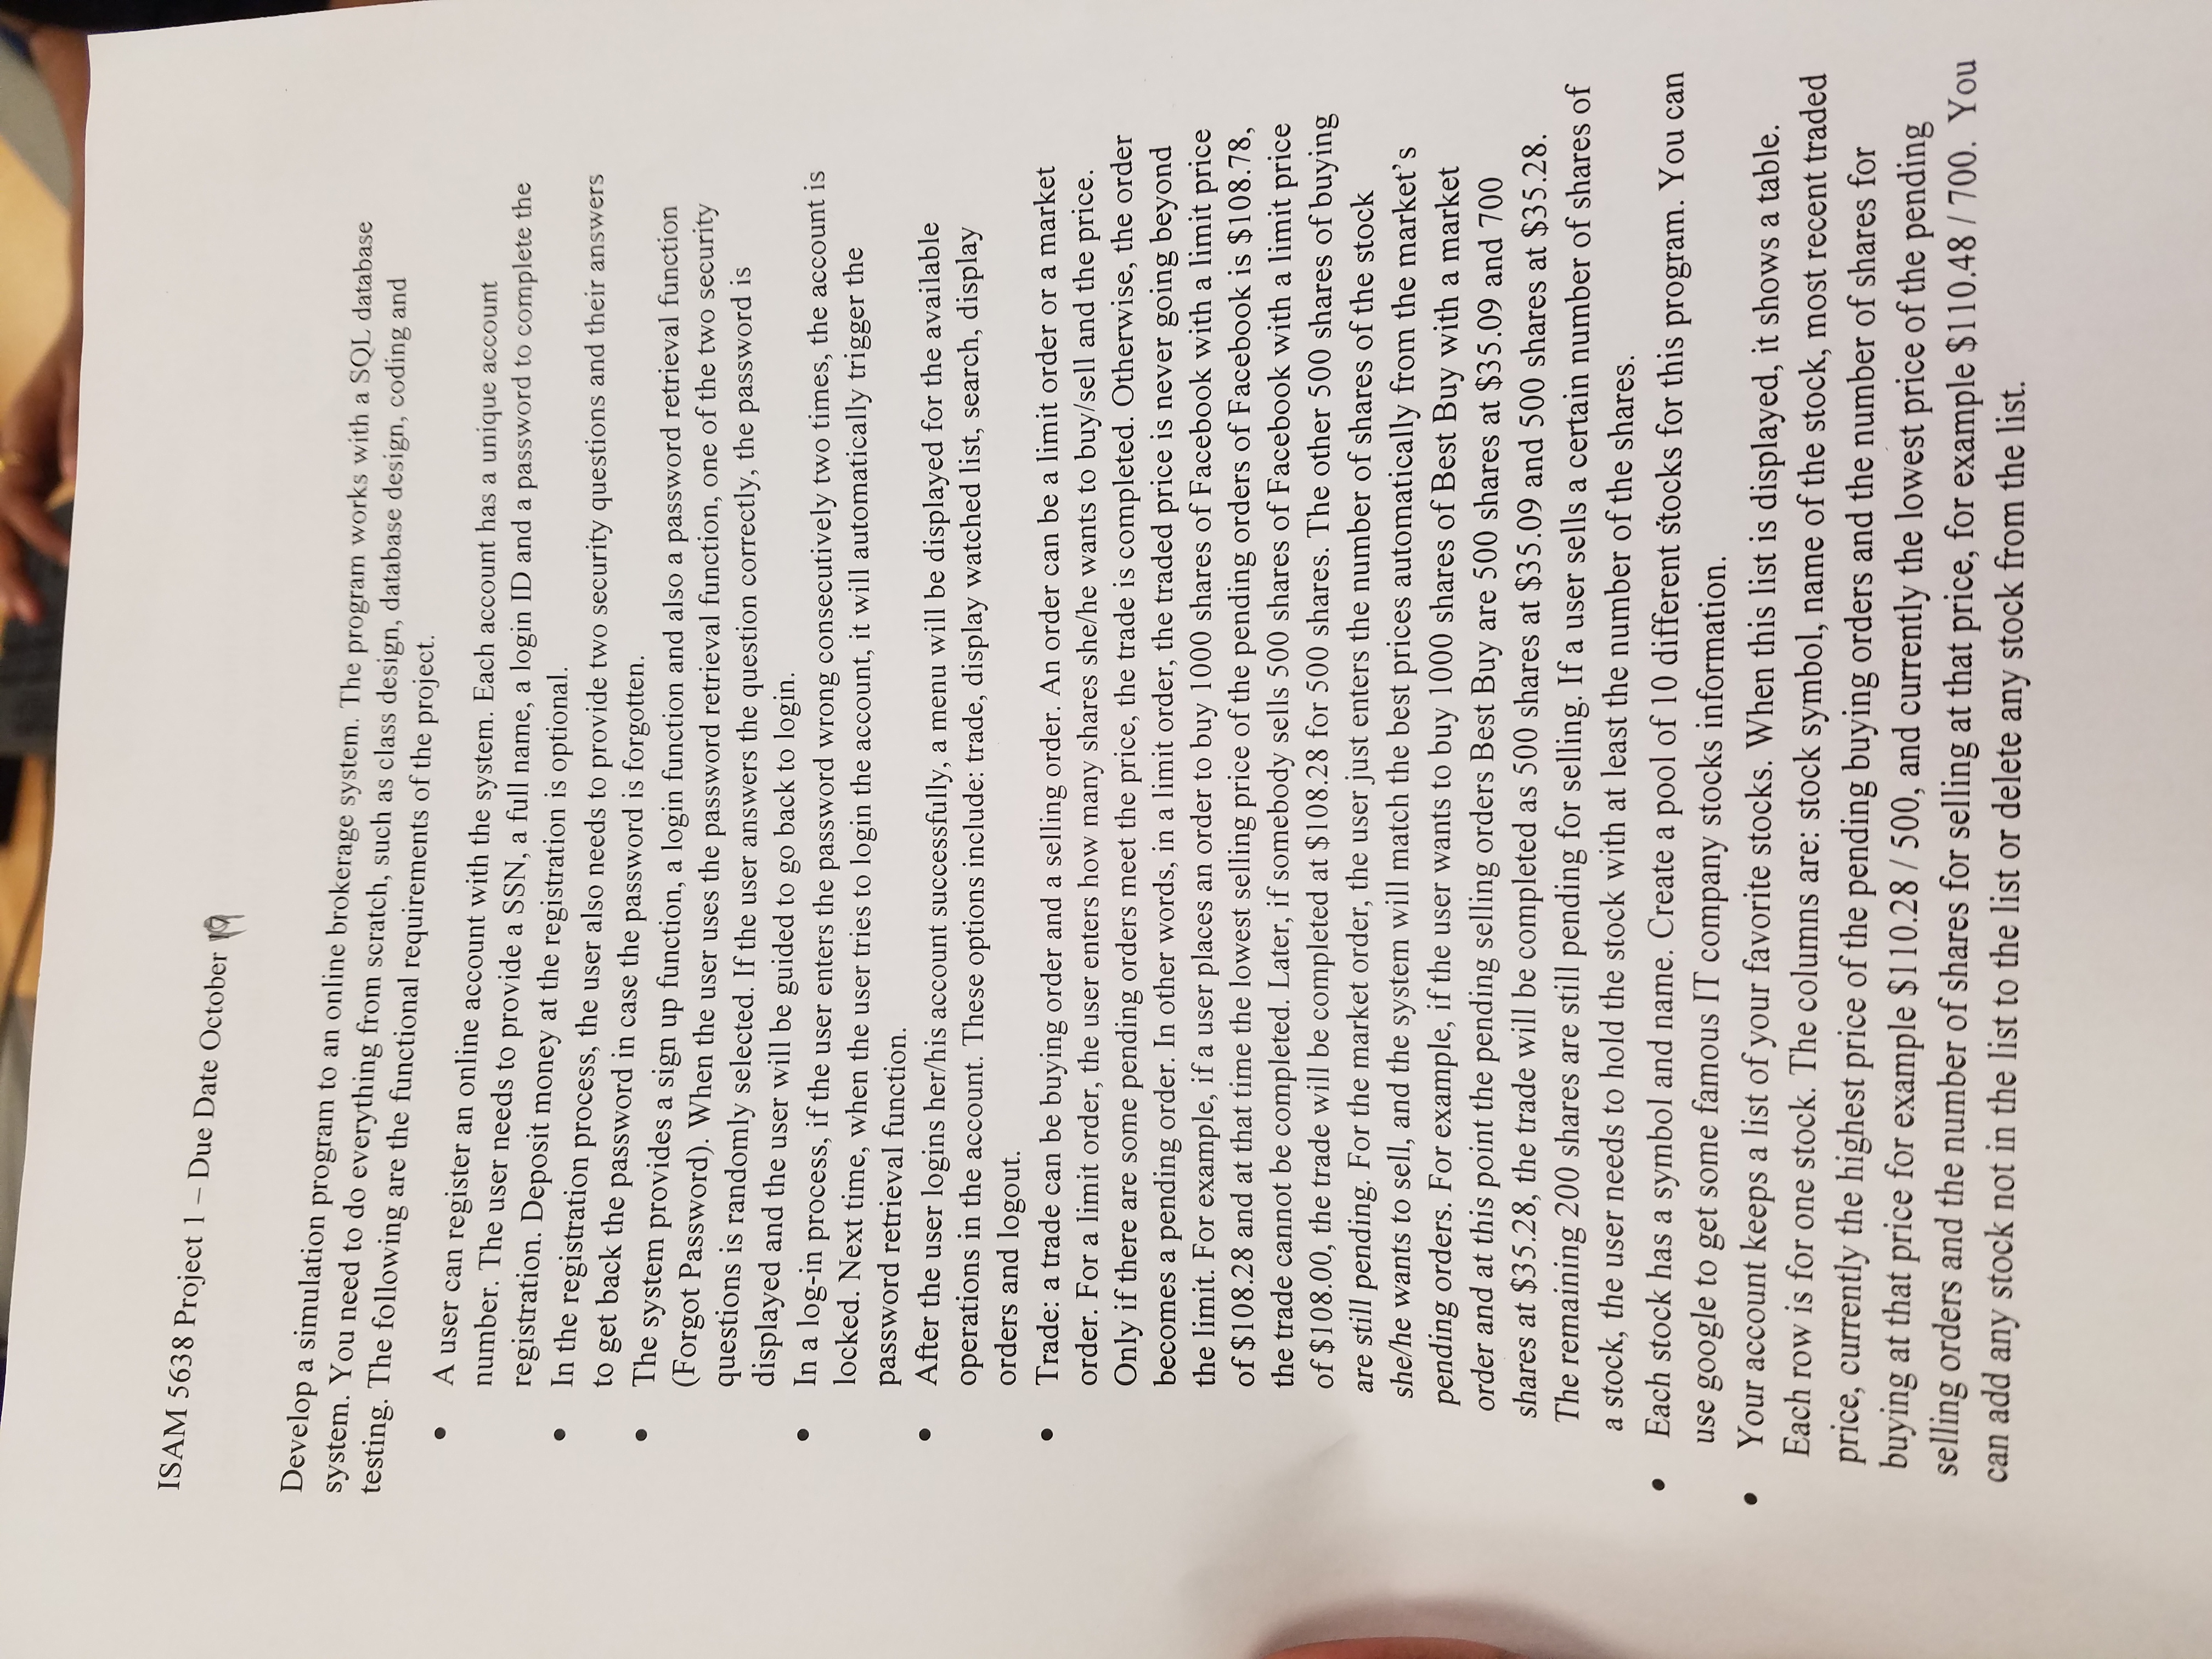 ISAM 5638 Project 1 – Due Date October 19
Develop a simulation program to an online brokerage system. The program works with a SQL database
system. You need to do everything from scratch, such as class design, database design, coding and
testing. The following are the functional requirements of the project.
• A user can register an online account with the system. Each account has a unique account
number. The user needs to provide a SSN, a full name, a login ID and a password to complete the
registration. Deposit money at the registration is optional.
• In the registration process, the user also needs to provide two security questions and their answers
to get back the password in case the password is forgotten.
• The system provides a sign up function, a login function and also a password retrieval function
(Forgot Password). When the user uses the password retrieval function, one of the two security
questions is randomly selected. If the user answers the question correctly, the password is
displayed and the user will be guided to go back to login.
• In a log-in process, if the user enters the password wrong consecutively two times, the account is
locked. Next time, when the user tries to login the account, it will automatically trigger the
password retrieval function.
• After the user logins her/his account successfully, a menu will be displayed for the available
operations in the account. These options include: trade, display watched list, search, display
orders and logout.
• Trade: a trade can be buying order and a selling order. An order can be a limit order or a market
order. For a limit order, the user enters how many shares she/he wants to buy/sell and the price.
Only if there are some pending orders meet the price, the trade is completed. Otherwise, the order
becomes a pending order. In other words, in a limit order, the traded price is never going beyond
the limit. For example, if a user places an order to buy 1000 shares of Facebook with a limit price
of $108.28 and at that time the lowest selling price of the pending orders of Facebook is $108.78,
the trade cannot be completed. Later, if somebody sells 500 shares of Facebook with a limit price
of $108.00, the trade will be completed at $108.28 for 500 shares. The other 500 shares of buying
are still pending. For the market order, the user just enters the number of shares of the stock
she/he wants to sell, and the system will match the best prices automatically from the market's
pending orders. For example, if the user wants to buy 1000 shares of Best Buy with a market
order and at this point the pending selling orders Best Buy are 500 shares at $35.09 and 700
shares at $35.28, the trade will be completed as 500 shares at $35.09 and 500 shares at $35.28.
The remaining 200 shares are still pending for selling. If a user sells a certain number of shares of
a stock, the user needs to hold the stock with at least the number of the shares.
• Each stock has a symbol and name. Create a pool of 10 different stocks for this program. You can
use google to get some famous IT company stocks information.
• Your account keeps a list of your favorite stocks. When this list is displayed, it shows a table.
Each row is for one stock. The columns are: stock symbol, name of the stock, most recent traded
price, currently the highest price of the pending buying orders and the number of shares for
buying at that price for example $110.28 / 500, and currently the lowest price of the pending
selling orders and the number of shares for selling at that price, for example $110.48 / 700. You
can add any stock not in the list to the list or delete any stock from the list.